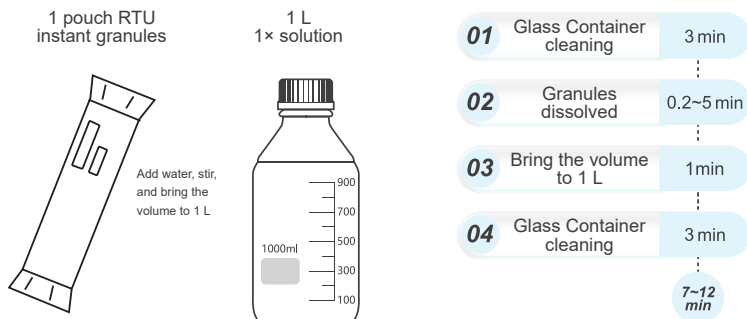 1 pouch RTU
instant granules
1 L
1× solution
Add water, stir,
and bring the
volume to 1 L
900
700
500
300
100
1000ml
01 Glass Container
cleaning
3 min
02 Granules
dissolved
0.2~5 min
03 Bring the volume
to 1 L
1min
04 Glass Container
cleaning
3 min
7~12
min